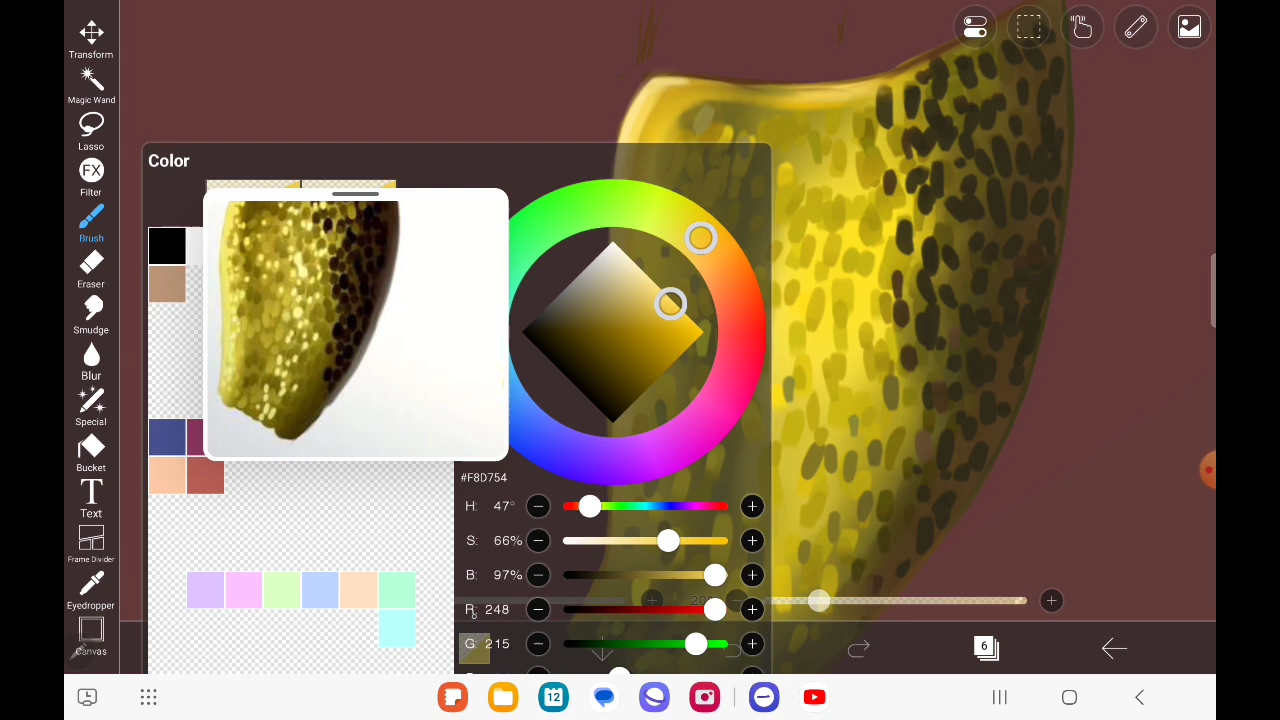 Transform
Magic Wand
Lasso
FX
Filter
Brush
Eraser
Smudge
Blur
Special
Bucket
T
Text
Frame Divider
Eyedropper
Canvas
Color
#F8D754
H: 47°
S: 66%
B: 97%
R: 248
G: 215
6
12